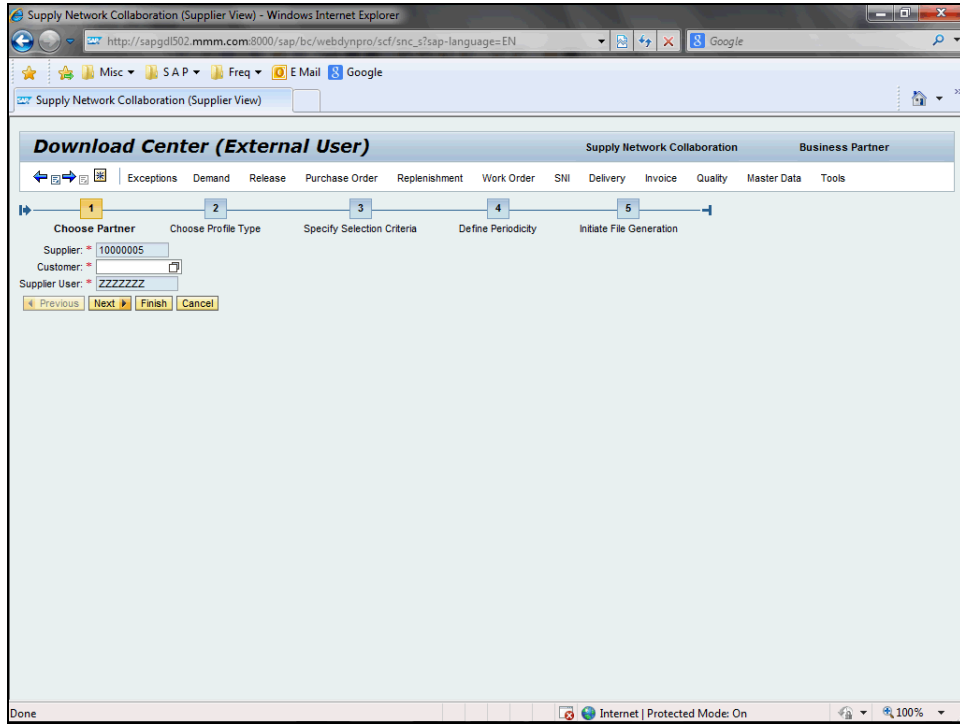 Supply Network Collaboration (Supplier View) - Windows Internet Explorer
http://sapgdl502.mmm.com:8000/sap/bc/webdynpro/scf/snc_s?sap-language=EN
Google
Misc SAP Freq E Mail Google
Supply Network Collaboration (Supplier View)
Download Center (External User) Supply Network Collaboration Business Partner
Exceptions Demand Release Purchase Order Replenishment Work Order SNI Delivery Invoice Quality Master Data Tools
1 2 3 4 5
Choose Partner Choose Profile Type Specify Selection Criteria Define Periodicity Initiate File Generation
Supplier: * 10000005
Customer: *
Supplier User: * ZZZZZZZ
Previous Next Finish Cancel
Done Internet | Protected Mode: On 100%